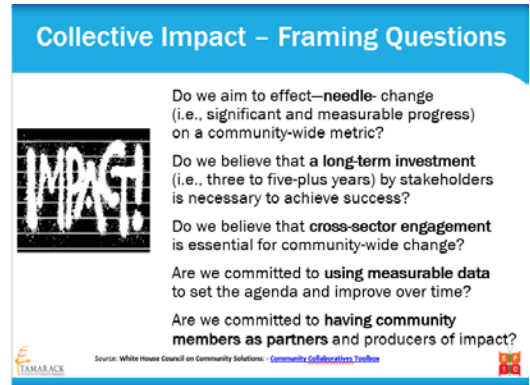 Collective Impact – Framing Questions
Do we aim to effect—needle- change
(i.e., significant and measurable progress)
on a community-wide metric?
IMPACT!
Do we believe that a long-term investment
(i.e., three to five-plus years) by stakeholders
is necessary to achieve success?
Do we believe that cross-sector engagement
is essential for community-wide change?
Are we committed to using measurable data
to set the agenda and improve over time?
Are we committed to having community
members as partners and producers of impact?
Source: White House Council on Community Solutions: - Community Collaboratives Toolbox
TAMARACK